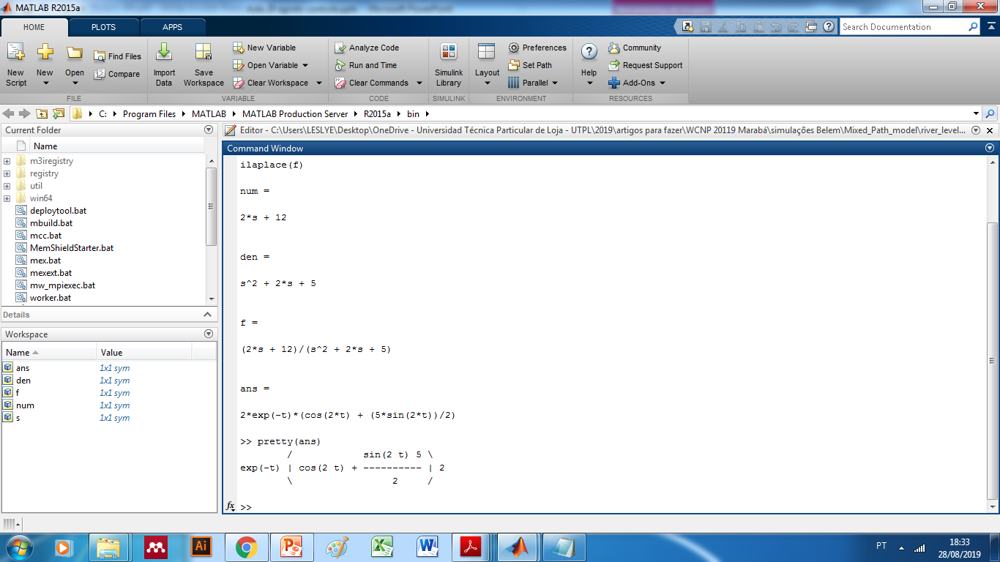 MATLAB R2015a
HOME
PLOTS
APPS
Search Documentation
New Script
New
Open
Find Files
Compare
Import Data
Save Workspace
New Variable
Open Variable
Clear Workspace
Analyze Code
Run and Time
Clear Commands
Simulink Library
Layout
Preferences
Set Path
Parallel
Help
Community
Request Support
Add-Ons
FILE
VARIABLE
CODE
SIMULINK
ENVIRONMENT
RESOURCES
C: Program Files MATLAB MATLAB Production Server R2015a bin
Current Folder
Name
m3iregistry
registry
util
win64
deploytool.bat
mbuild.bat
mcc.bat
MemShieldStarter.bat
mex.bat
mexext.bat
mw_mpiexec.bat
worker.bat
Details
Workspace
Name Value
ans 1x1 sym
den 1x1 sym
f 1x1 sym
num 1x1 sym
s 1x1 sym
Editor - C:\Users\LESLYE\Desktop\OneDrive - Universidad Técnica Particular de Loja - UTPL\2019\artigos para fazer\WCNP 20119 Marabá\simulações Belem\Mixed_Path_model\river_level...
Command Window
ilaplace(f)
num =
2*s + 12
den =
s^2 + 2*s + 5
f =
(2*s + 12)/(s^2 + 2*s + 5)
ans =
2*exp(-t)*(cos(2*t) + (5*sin(2*t))/2)
>> pretty(ans)
        /            sin(2 t) 5 \
exp(-t) | cos(2 t) + ---------- | 2
        \                 2     /
fx >>
Ai
PT
18:33
28/08/2019